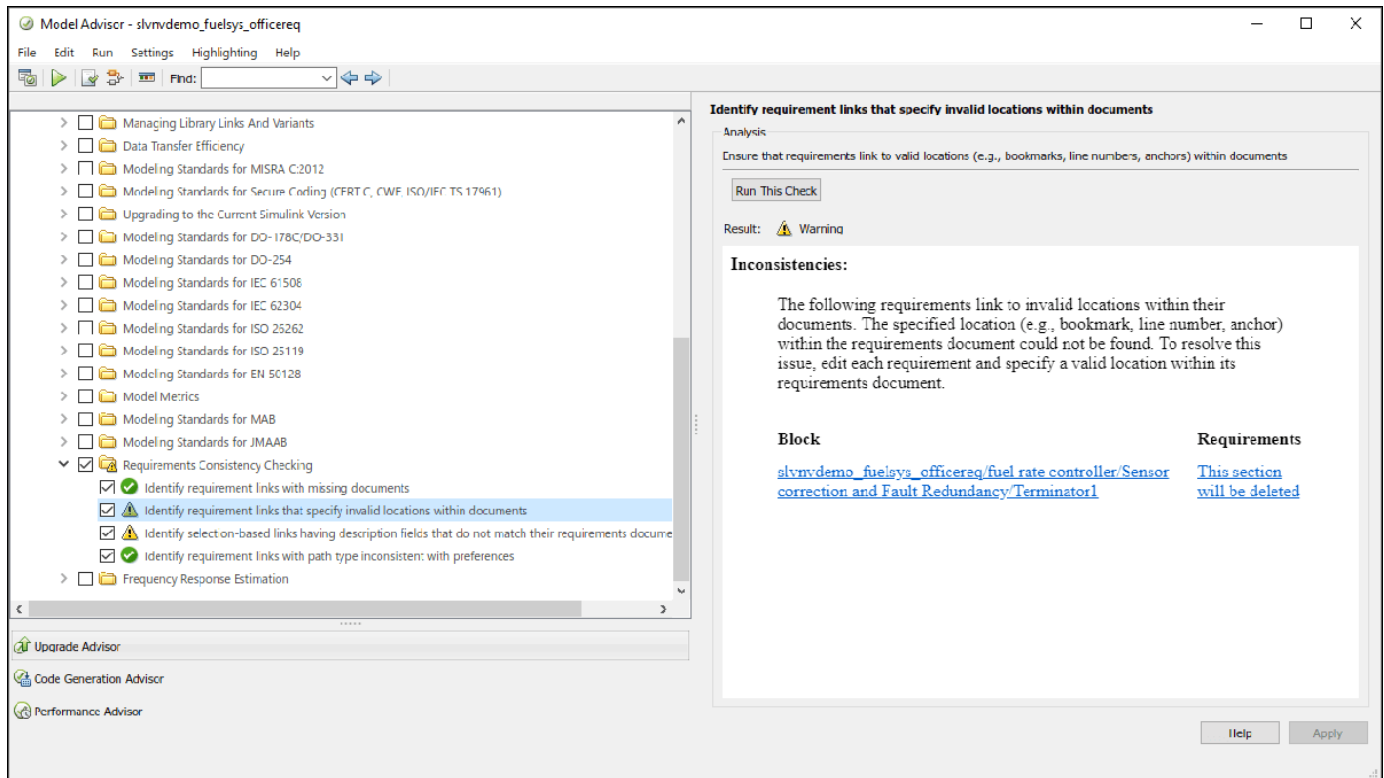 Model Advisor - slvnvdemo_fuelsys_officereq
File Edit Run Settings Highlighting Help
Find:
Managing Library Links And Variants
Data Transfer Efficiency
Modeling Standards for MISRA C:2012
Modeling Standards for Secure Coding (CERT C, CWE, ISO/IEC TS 17961)
Upgrading to the Current Simulink Version
Modeling Standards for DO-178C/DO-331
Modeling Standards for DO-254
Modeling Standards for IEC 61508
Modeling Standards for IEC 62304
Modeling Standards for ISO 26262
Modeling Standards for ISO 25119
Modeling Standards for EN 50128
Model Metrics
Modeling Standards for MAB
Modeling Standards for JMAAB
Requirements Consistency Checking
Identify requirement links with missing documents
Identify requirement links that specify invalid locations within documents
Identify selection-based links having description fields that do not match their requirements docume
Identify requirement links with path type inconsistent with preferences
Frequency Response Estimation
Upgrade Advisor
Code Generation Advisor
Performance Advisor
Identify requirement links that specify invalid locations within documents
Analysis
Ensure that requirements link to valid locations (e.g., bookmarks, line numbers, anchors) within documents
Run This Check
Result: Warning
Inconsistencies:
The following requirements link to invalid locations within their
documents. The specified location (e.g., bookmark, line number, anchor)
within the requirements document could not be found. To resolve this
issue, edit each requirement and specify a valid location within its
requirements document.
Block Requirements
slvnvdemo_fuelsys_officereq/fuel rate controller/Sensor This section
correction and Fault Redundancy/Terminator1 will be deleted
Help Apply